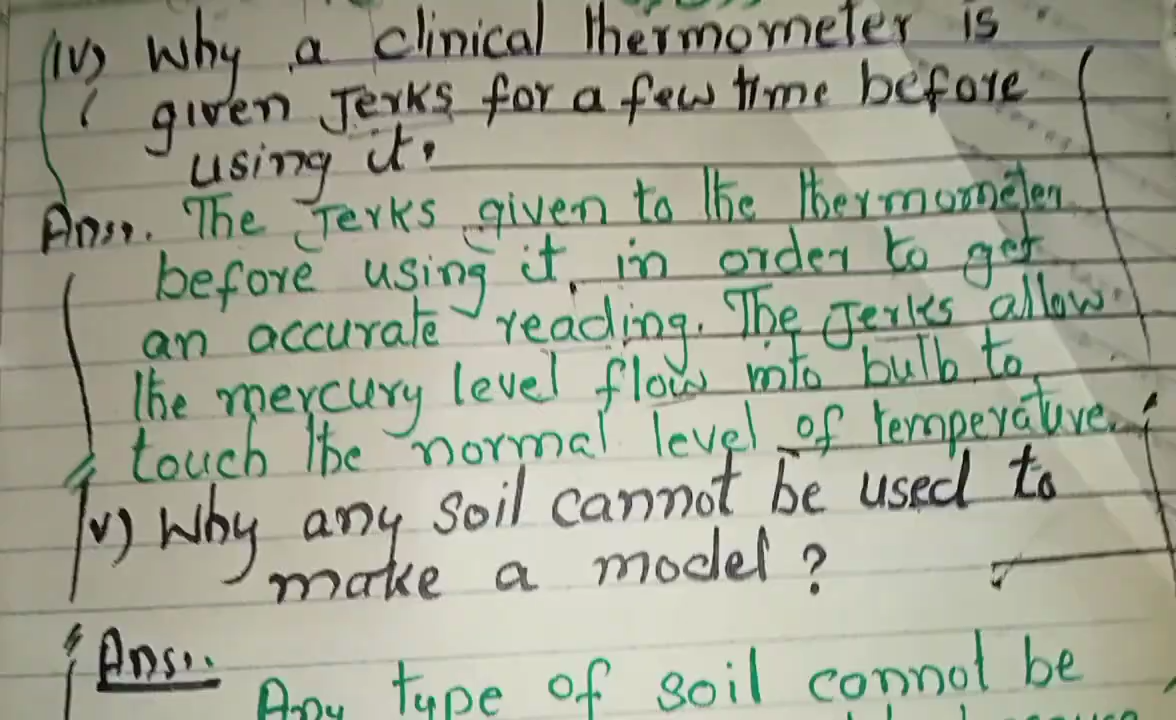 (iv) Why a clinical thermometer is
given Jerks for a few time before
using it.
Ans. The Jerks given to the thermometer
before using it, in order to get
an accurate reading. The Jerks allow
the mercury level flow into bulb to
touch the normal level of temperature.
(v) Why any soil cannot be used to
make a model ?
Ans.
Any type of soil connot be